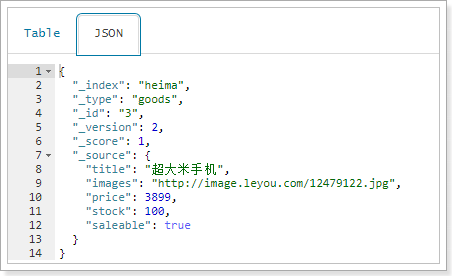 Table JSON
1 {
2 "_index": "heima",
3 "_type": "goods",
4 "_id": "3",
5 "_version": 2,
6 "_score": 1,
7 "_source": {
8 "title": "超大米手机",
9 "images": "http://image.leyou.com/12479122.jpg",
10 "price": 3899,
11 "stock": 100,
12 "saleable": true
13 }
14 }